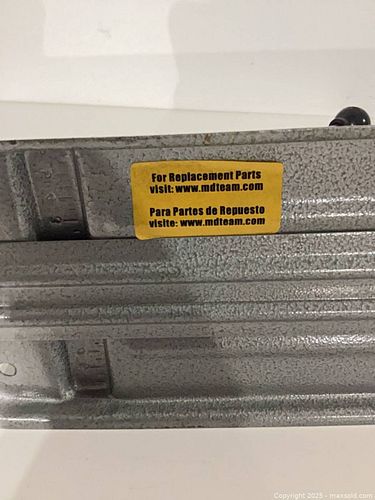 For Replacement Parts
visit: www.mdteam.com
Para Partes de Repuesto
visite: www.mdteam.com
Copyright 2025 - maxsold.com